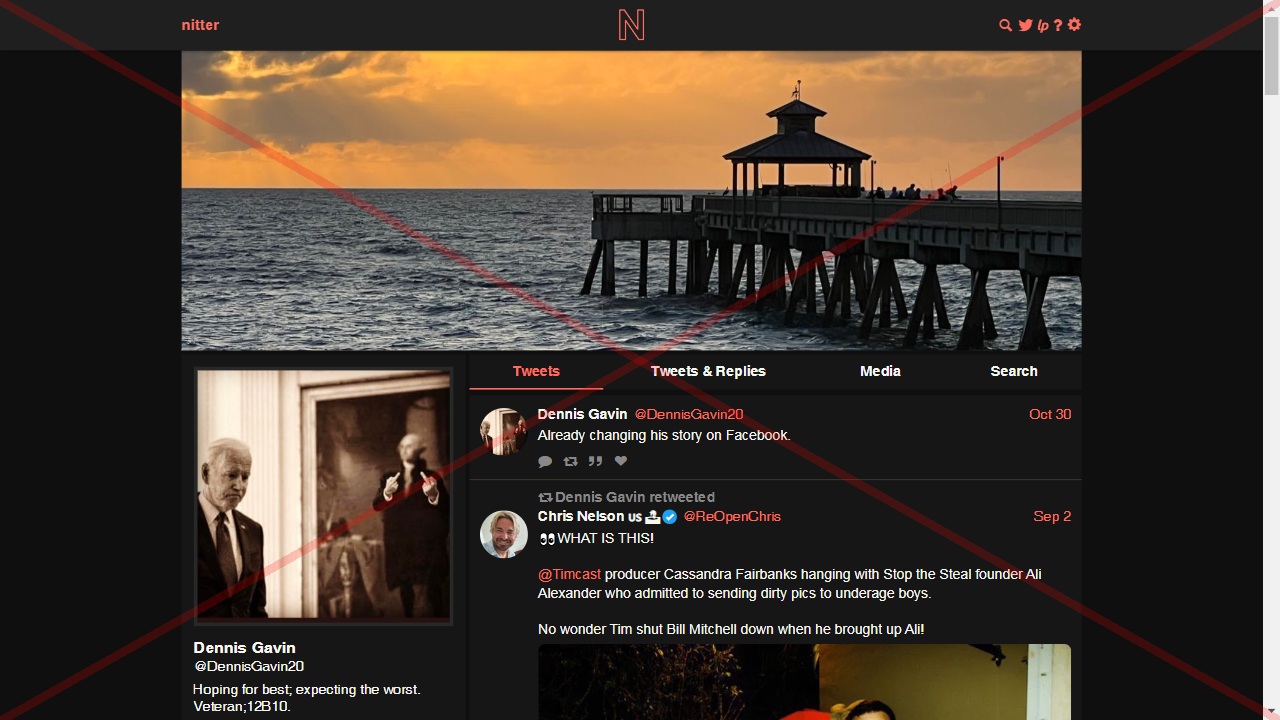 nitter
N
lp ?
Tweets
Tweets & Replies
Media
Search
Dennis Gavin @DennisGavin20 Oct 30
Already changing his story on Facebook.
Dennis Gavin retweeted
Chris Nelson US @ReOpenChris Sep 2
👀WHAT IS THIS!
@Timcast producer Cassandra Fairbanks hanging with Stop the Steal founder Ali
Alexander who admitted to sending dirty pics to underage boys.
No wonder Tim shut Bill Mitchell down when he brought up Ali!
Dennis Gavin
@DennisGavin20
Hoping for best; expecting the worst.
Veteran;12B10.